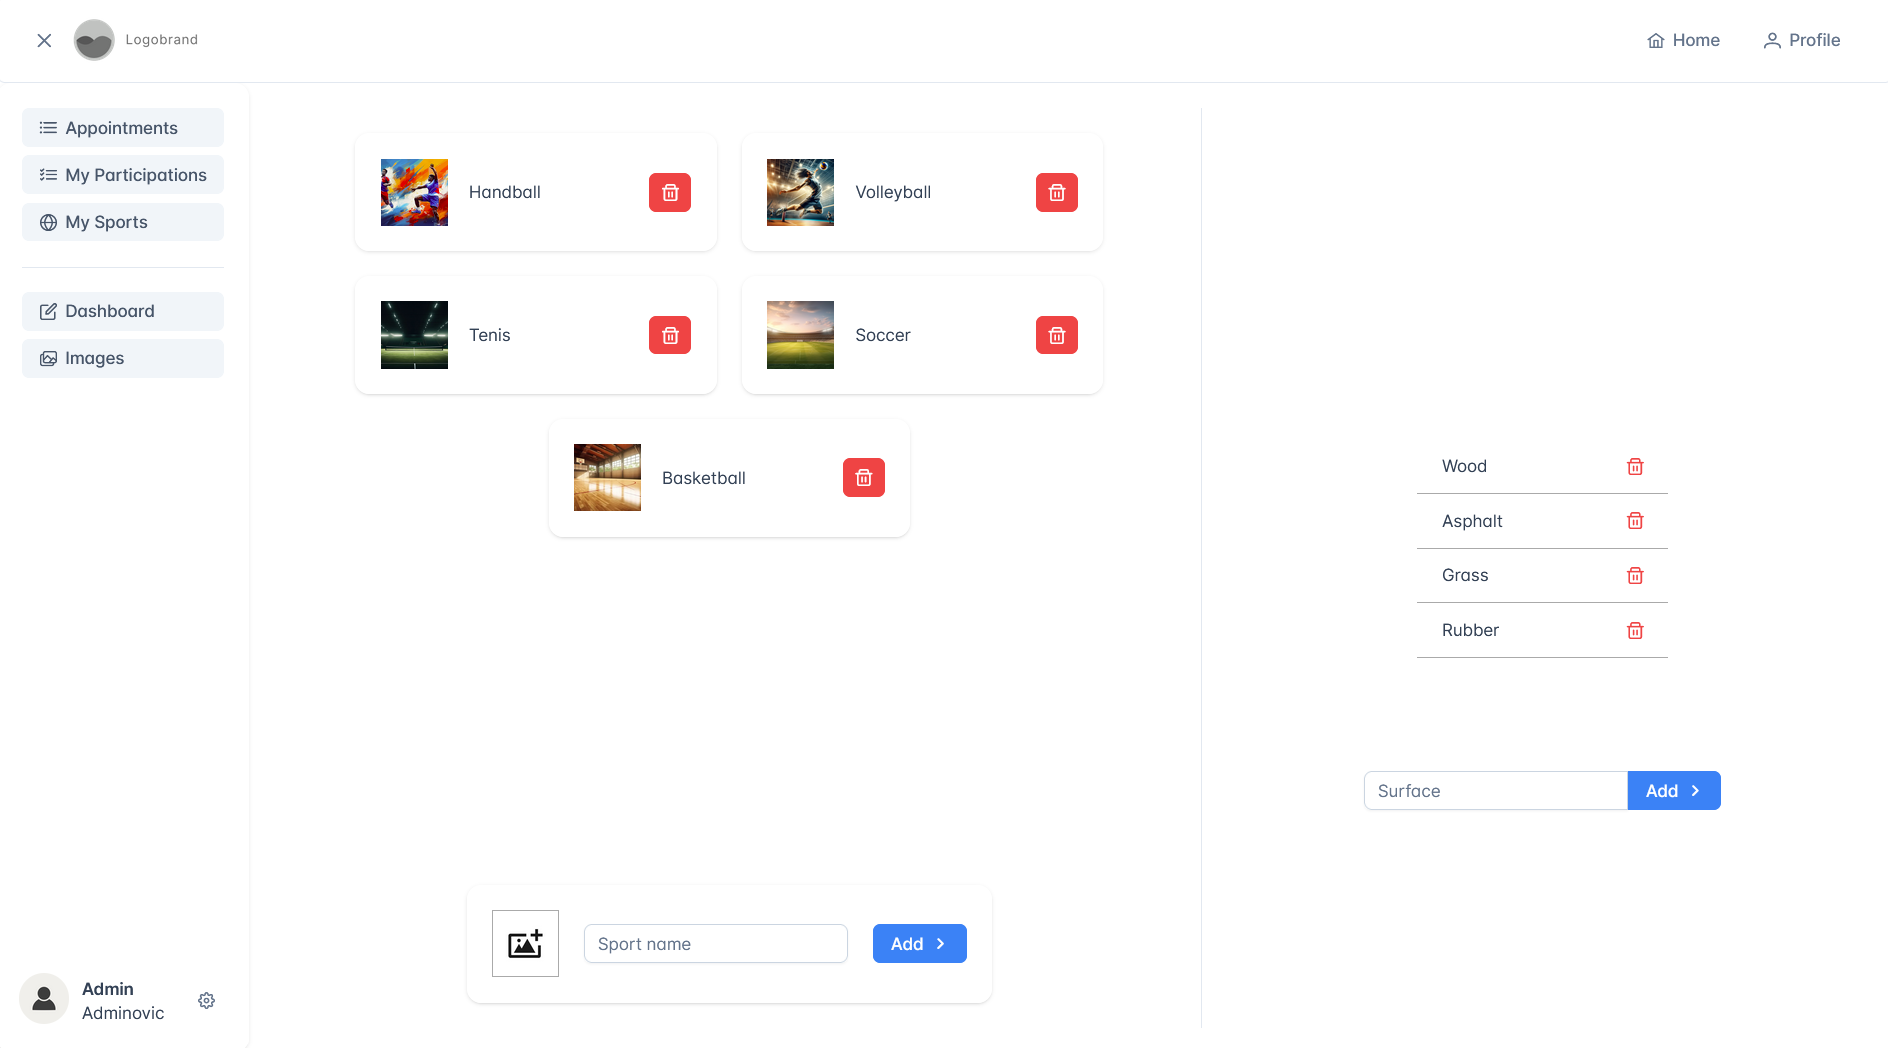 Logobrand
Home
Profile
Appointments
My Participations
My Sports
Dashboard
Images
Handball
Volleyball
Tenis
Soccer
Basketball
Wood
Asphalt
Grass
Rubber
Surface
Add
Sport name
Add
Admin
Adminovic